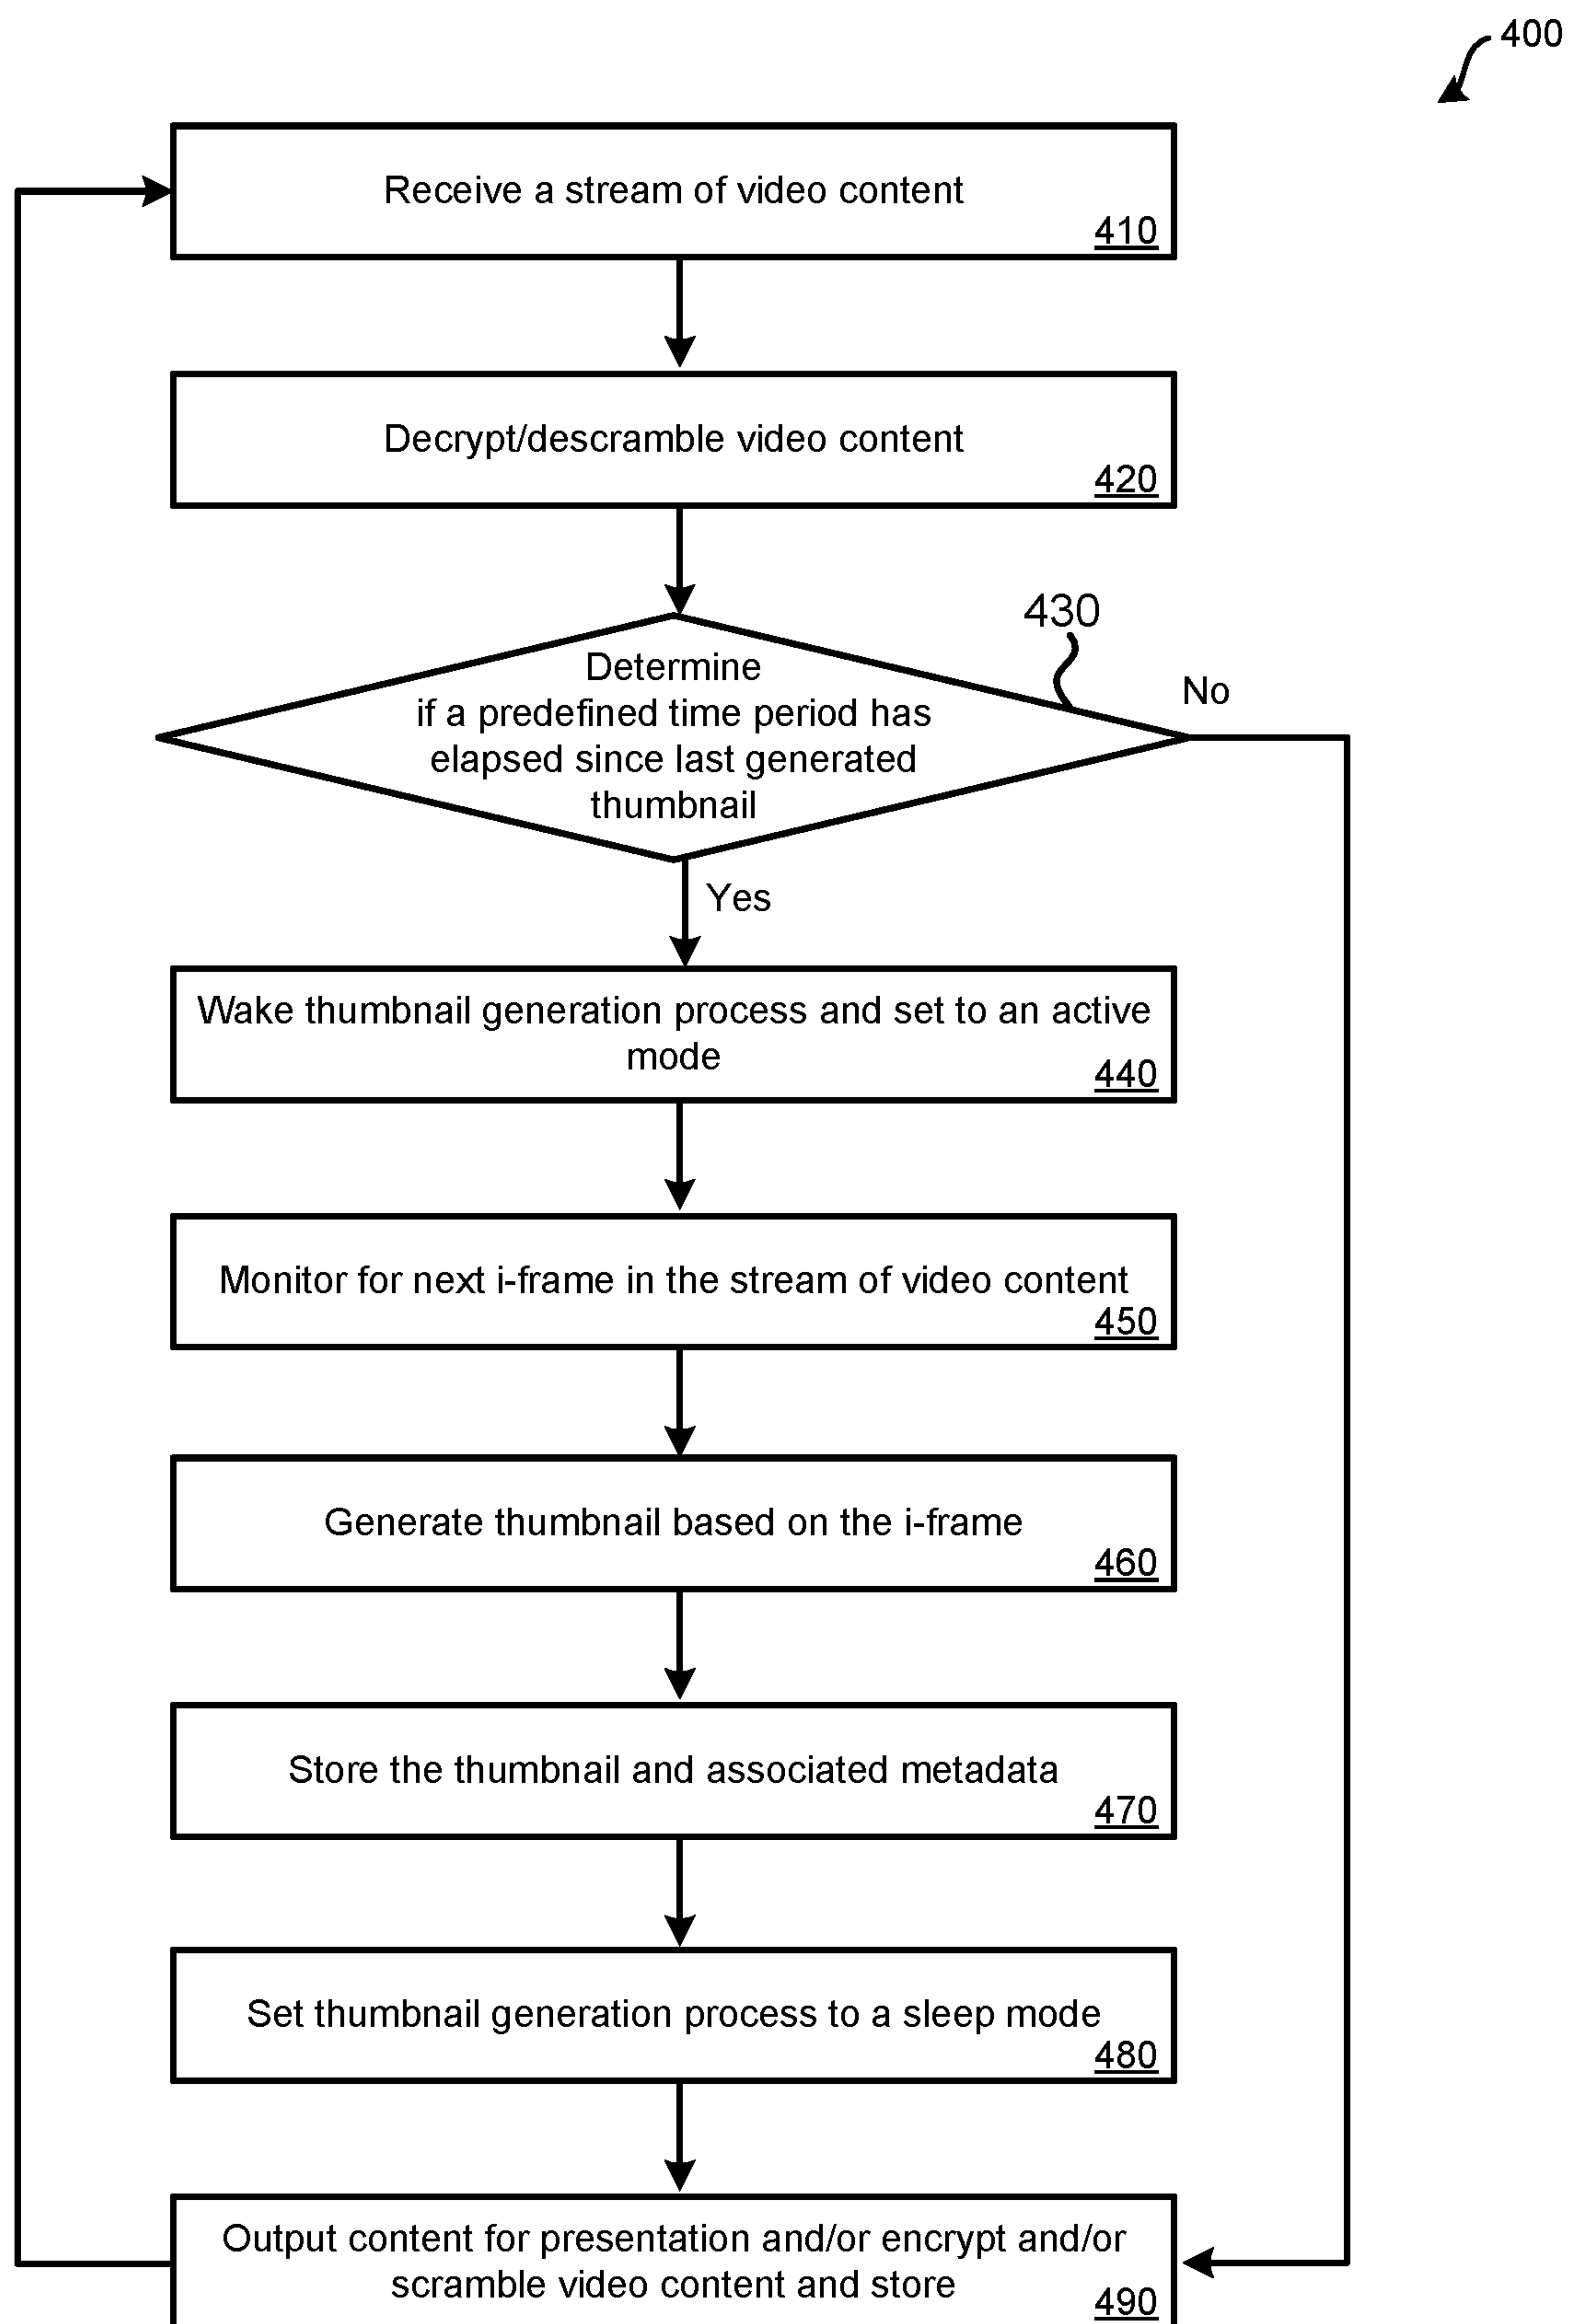 400
Receive a stream of video content
410
Decrypt/descramble video content
420
430
Determine
if a predefined time period has
elapsed since last generated
thumbnail
No
Yes
Wake thumbnail generation process and set to an active
mode
440
Monitor for next i-frame in the stream of video content
450
Generate thumbnail based on the i-frame
460
Store the thumbnail and associated metadata
470
Set thumbnail generation process to a sleep mode
480
Output content for presentation and/or encrypt and/or
scramble video content and store
490